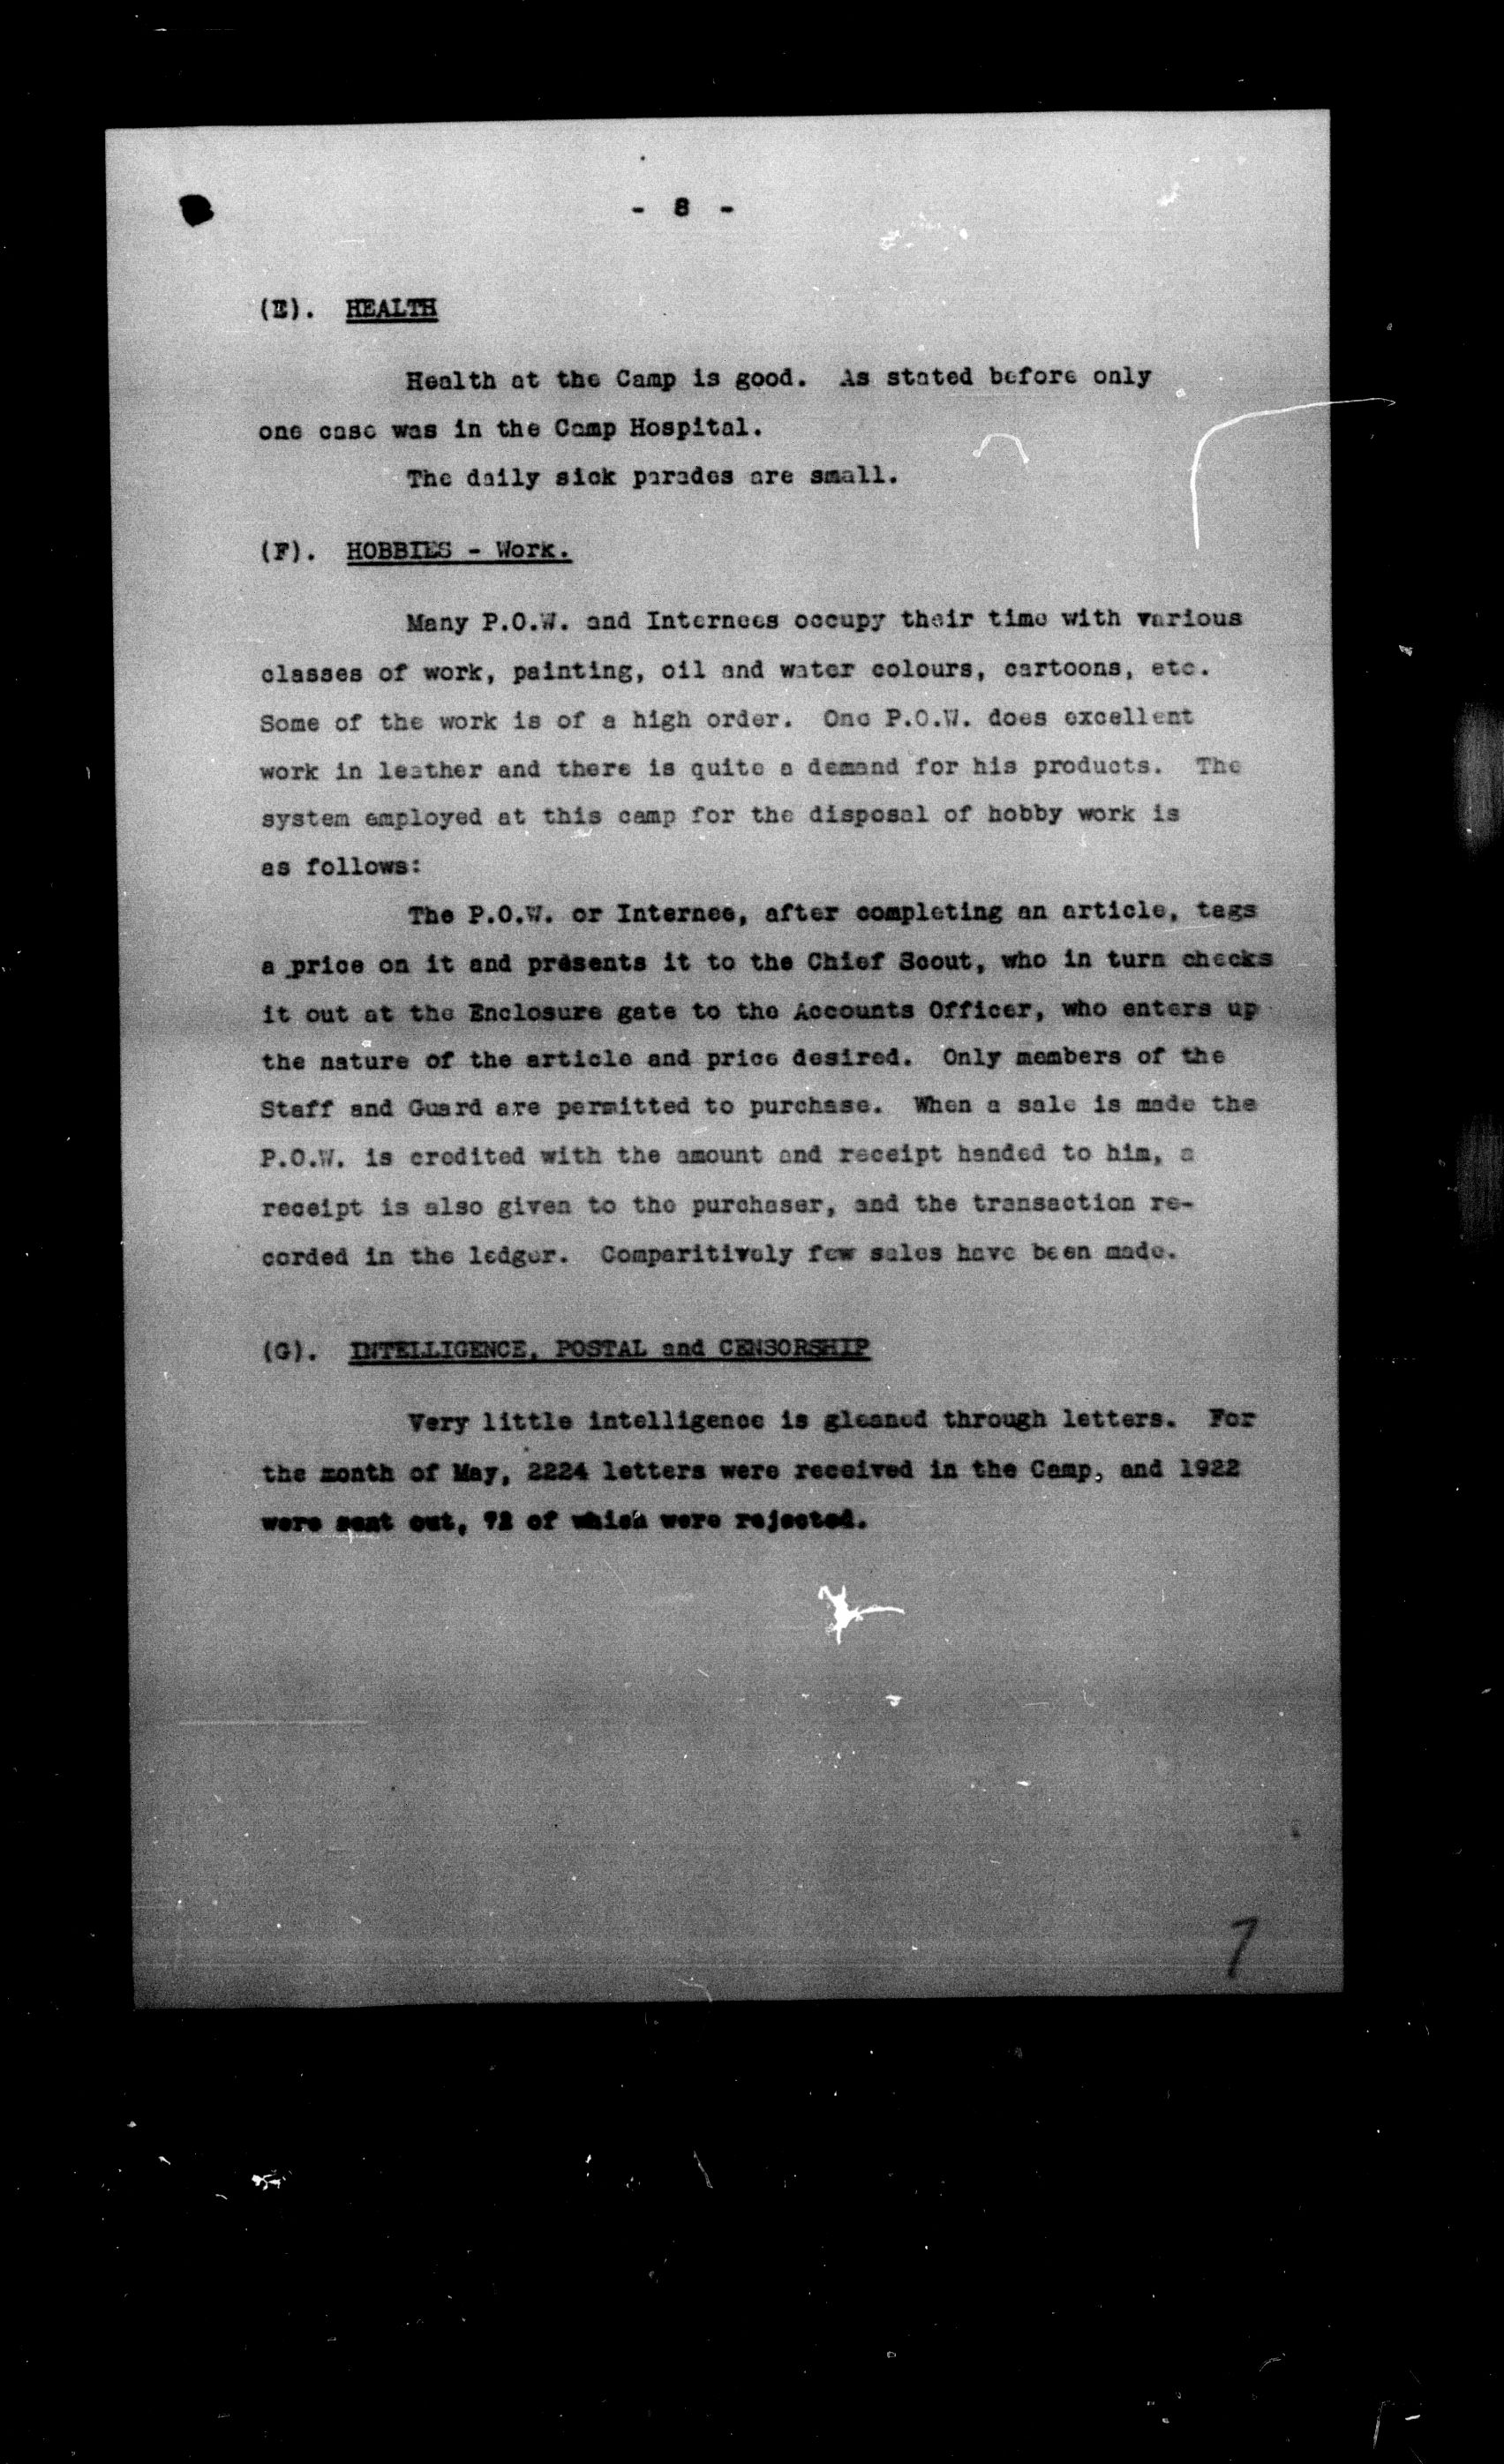 - 8 -
(E). HEALTH
Health at the Camp is good. As stated before only
one case was in the Camp Hospital.
The daily sick parades are small.
(F). HOBBIES - Work.
Many P.O.W. and Internees occupy their time with various
classes of work, painting, oil and water colours, cartoons, etc.
Some of the work is of a high order. One P.O.W. does excellent
work in leather and there is quite a demand for his products. The
system employed at this camp for the disposal of hobby work is
as follows:
The P.O.W. or Internee, after completing an article, tags
a price on it and presents it to the Chief Scout, who in turn checks
it out at the Enclosure gate to the Accounts Officer, who enters up
the nature of the article and price desired. Only members of the
Staff and Guard are permitted to purchase. When a sale is made the
P.O.W. is credited with the amount and receipt handed to him, a
receipt is also given to the purchaser, and the transaction re-
corded in the ledger. Comparitively few sales have been made.
(G). INTELLIGENCE, POSTAL and CENSORSHIP
Very little intelligence is gleaned through letters. For
the month of May, 2224 letters were received in the Camp, and 1922
were sent out, of which were rejected.
7